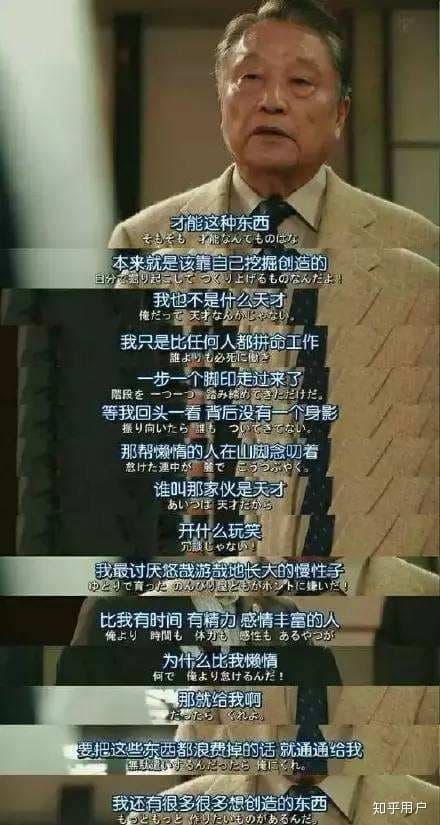 才能这种东西
そもそも 才能なんてものはな
本来就是该靠自己挖掘创造的
自分で掘り起こして つくり上げるものなんだよ！
我也不是什么天才
俺だって 天才なんかじゃない。
我只是比任何人都拼命工作
誰よりも必死に働き
一步一个脚印走过来了
階段を 一つ一つ 踏み締めてきただけだ。
等我回头一看 背后没有一个身影
振り向いたら 誰も ついてきてない。
那帮懒惰的人在山脚念叨着
怠けた連中が 麓で こうつぶやく。
谁叫那家伙是天才
あいつは 天才だから
开什么玩笑
冗談じゃない！
我最讨厌悠哉游哉地长大的慢性子
ゆとりで育った のんびり屋どもがホントに嫌いだ！
比我有时间 有精力 感情丰富的人
俺より 時間も 体力も 感性も あるやつが
为什么比我懒惰
何で 俺より怠けるんだ！
那就给我啊
だったら くれよ。
要把这些东西都浪费掉的话 就通通给我
無駄遣いするんだったら 俺にくれ。
我还有很多很多想创造的东西
もっともっと 作りたいものがあるんだ。
知乎用户